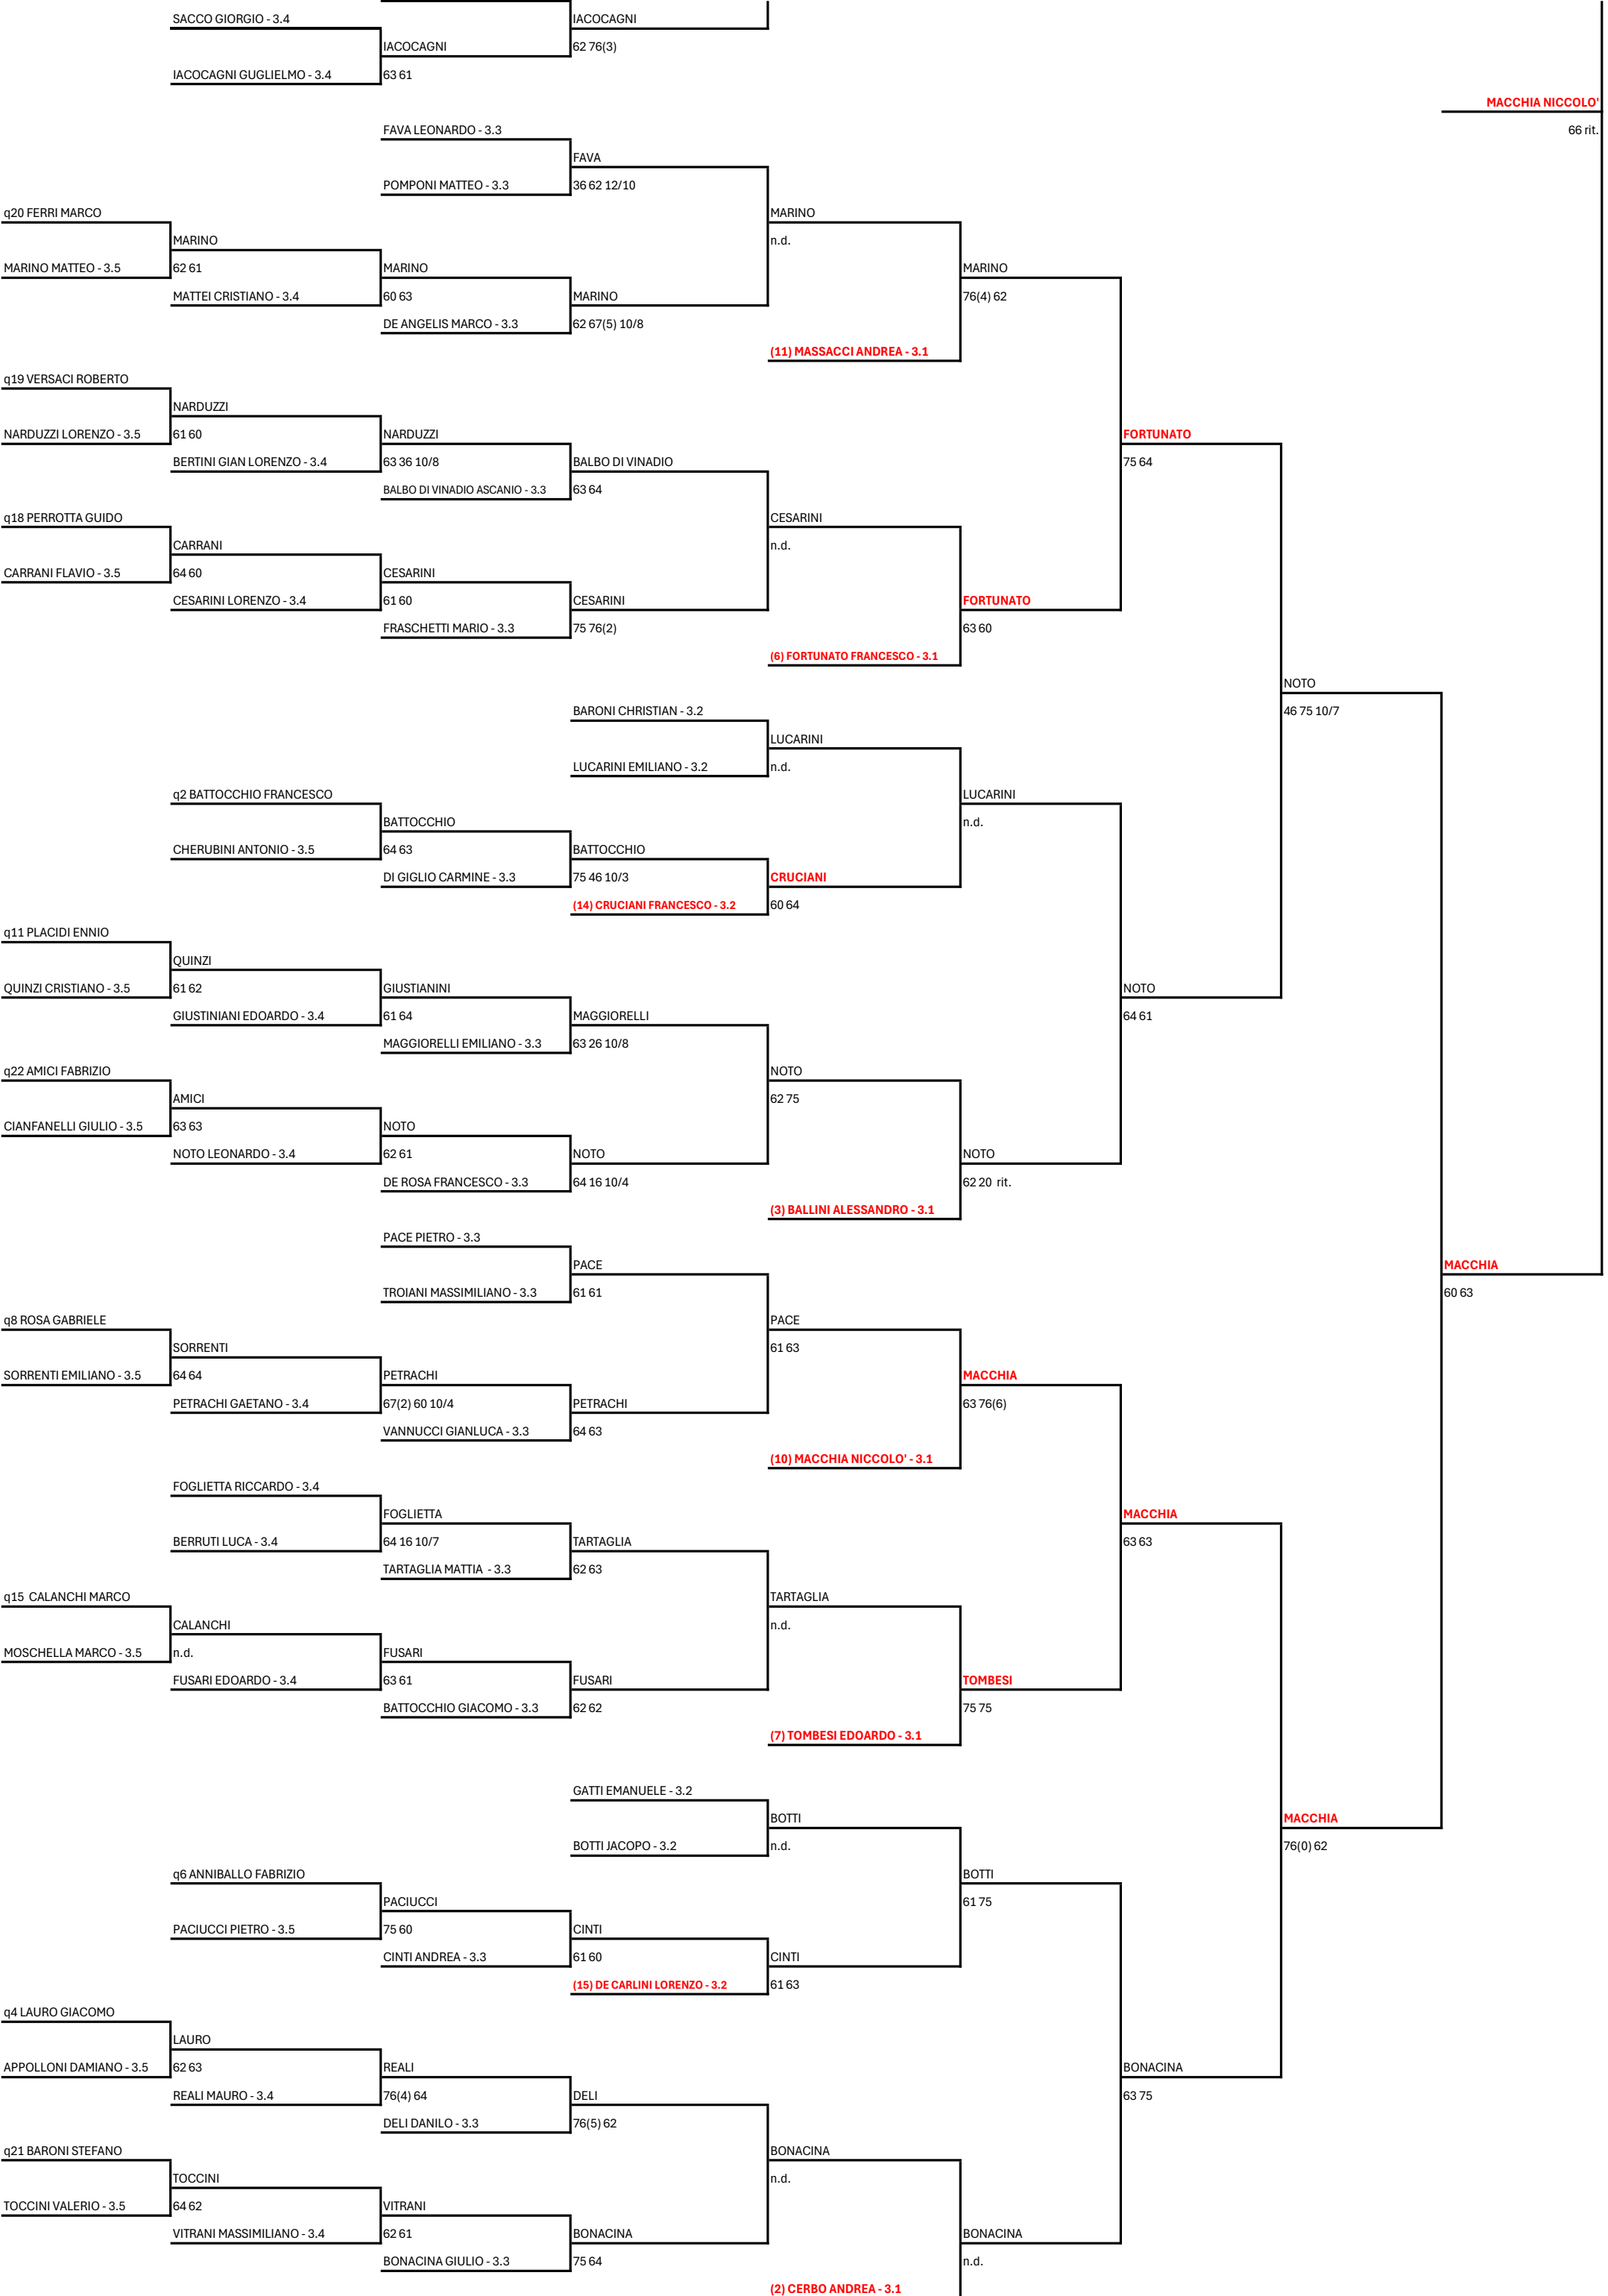 SACCO GIORGIO - 3.4
IACOCAGNI
IACOCAGNI
62 76(3)
IACOCAGNI GUGLIELMO - 3.4
63 61
MACCHIA NICCOLO'
66 rit.
FAVA LEONARDO - 3.3
FAVA
POMPONI MATTEO - 3.3
36 62 12/10
q20 FERRI MARCO
MARINO
MARINO
n.d.
MARINO MATTEO - 3.5
62 61
MARINO
MARINO
MATTEI CRISTIANO - 3.4
60 63
MARINO
76(4) 62
DE ANGELIS MARCO - 3.3
62 67(5) 10/8
(11) MASSACCI ANDREA - 3.1
q19 VERSACI ROBERTO
NARDUZZI
NARDUZZI LORENZO - 3.5
61 60
NARDUZZI
FORTUNATO
BERTINI GIAN LORENZO - 3.4
63 36 10/8
BALBO DI VINADIO
75 64
BALBO DI VINADIO ASCANIO - 3.3
63 64
q18 PERROTTA GUIDO
CESARINI
CARRANI
n.d.
CARRANI FLAVIO - 3.5
64 60
CESARINI
CESARINI LORENZO - 3.4
61 60
CESARINI
FORTUNATO
FRASCHETTI MARIO - 3.3
75 76(2)
63 60
(6) FORTUNATO FRANCESCO - 3.1
NOTO
BARONI CHRISTIAN - 3.2
46 75 10/7
LUCARINI
LUCARINI EMILIANO - 3.2
n.d.
q2 BATTOCCHIO FRANCESCO
LUCARINI
BATTOCCHIO
n.d.
CHERUBINI ANTONIO - 3.5
64 63
BATTOCCHIO
DI GIGLIO CARMINE - 3.3
75 46 10/3
CRUCIANI
(14) CRUCIANI FRANCESCO - 3.2
60 64
q11 PLACIDI ENNIO
QUINZI
QUINZI CRISTIANO - 3.5
61 62
GIUSTIANINI
NOTO
GIUSTINIANI EDOARDO - 3.4
61 64
MAGGIORELLI
64 61
MAGGIORELLI EMILIANO - 3.3
63 26 10/8
q22 AMICI FABRIZIO
NOTO
AMICI
62 75
CIANFANELLI GIULIO - 3.5
63 63
NOTO
NOTO LEONARDO - 3.4
62 61
NOTO
NOTO
DE ROSA FRANCESCO - 3.3
64 16 10/4
62 20 rit.
(3) BALLINI ALESSANDRO - 3.1
PACE PIETRO - 3.3
PACE
MACCHIA
TROIANI MASSIMILIANO - 3.3
61 61
60 63
q8 ROSA GABRIELE
PACE
SORRENTI
61 63
SORRENTI EMILIANO - 3.5
64 64
PETRACHI
MACCHIA
PETRACHI GAETANO - 3.4
67(2) 60 10/4
PETRACHI
63 76(6)
VANNUCCI GIANLUCA - 3.3
64 63
(10) MACCHIA NICCOLO' - 3.1
FOGLIETTA RICCARDO - 3.4
FOGLIETTA
MACCHIA
BERRUTI LUCA - 3.4
64 16 10/7
TARTAGLIA
63 63
TARTAGLIA MATTIA - 3.3
62 63
q15 CALANCHI MARCO
TARTAGLIA
CALANCHI
n.d.
MOSCHELLA MARCO - 3.5
n.d.
FUSARI
FUSARI EDOARDO - 3.4
63 61
FUSARI
TOMBESI
BATTOCCHIO GIACOMO - 3.3
62 62
75 75
(7) TOMBESI EDOARDO - 3.1
GATTI EMANUELE - 3.2
BOTTI
MACCHIA
BOTTI JACOPO - 3.2
n.d.
76(0) 62
q6 ANNIBALLO FABRIZIO
BOTTI
PACIUCCI
61 75
PACIUCCI PIETRO - 3.5
75 60
CINTI
CINTI ANDREA - 3.3
61 60
CINTI
(15) DE CARLINI LORENZO - 3.2
61 63
q4 LAURO GIACOMO
LAURO
APPOLLONI DAMIANO - 3.5
62 63
REALI
BONACINA
REALI MAURO - 3.4
76(4) 64
DELI
63 75
DELI DANILO - 3.3
76(5) 62
q21 BARONI STEFANO
BONACINA
TOCCINI
n.d.
TOCCINI VALERIO - 3.5
64 62
VITRANI
VITRANI MASSIMILIANO - 3.4
62 61
BONACINA
BONACINA
BONACINA GIULIO - 3.3
75 64
n.d.
(2) CERBO ANDREA - 3.1